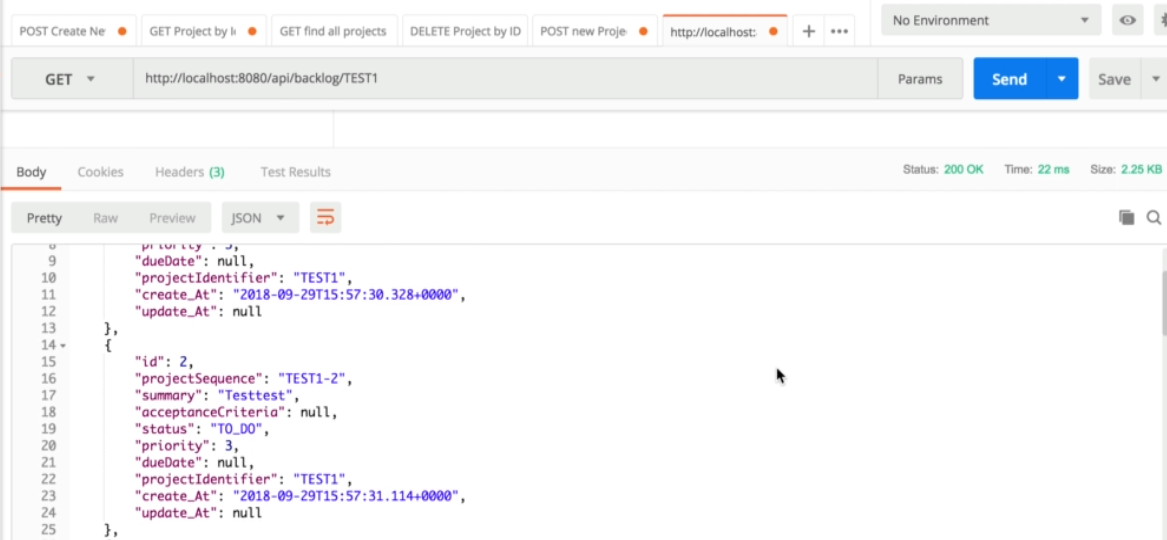 POST Create Ne
GET Project by I
GET find all projects
DELETE Project by ID
POST new Proje
http://localhost:
+
•••
No Environment
GET
http://localhost:8080/api/backlog/TEST1
Params
Send
Save
Body
Cookies
Headers (3)
Test Results
Status: 200 OK
Time: 22 ms
Size: 2.25 KB
Pretty
Raw
Preview
JSON
8 "priority": 3,
9 "dueDate": null,
10 "projectIdentifier": "TEST1",
11 "create_At": "2018-09-29T15:57:30.328+0000",
12 "update_At": null
13 },
14 {
15 "id": 2,
16 "projectSequence": "TEST1-2",
17 "summary": "Testtest",
18 "acceptanceCriteria": null,
19 "status": "TO_DO",
20 "priority": 3,
21 "dueDate": null,
22 "projectIdentifier": "TEST1",
23 "create_At": "2018-09-29T15:57:31.114+0000",
24 "update_At": null
25 },